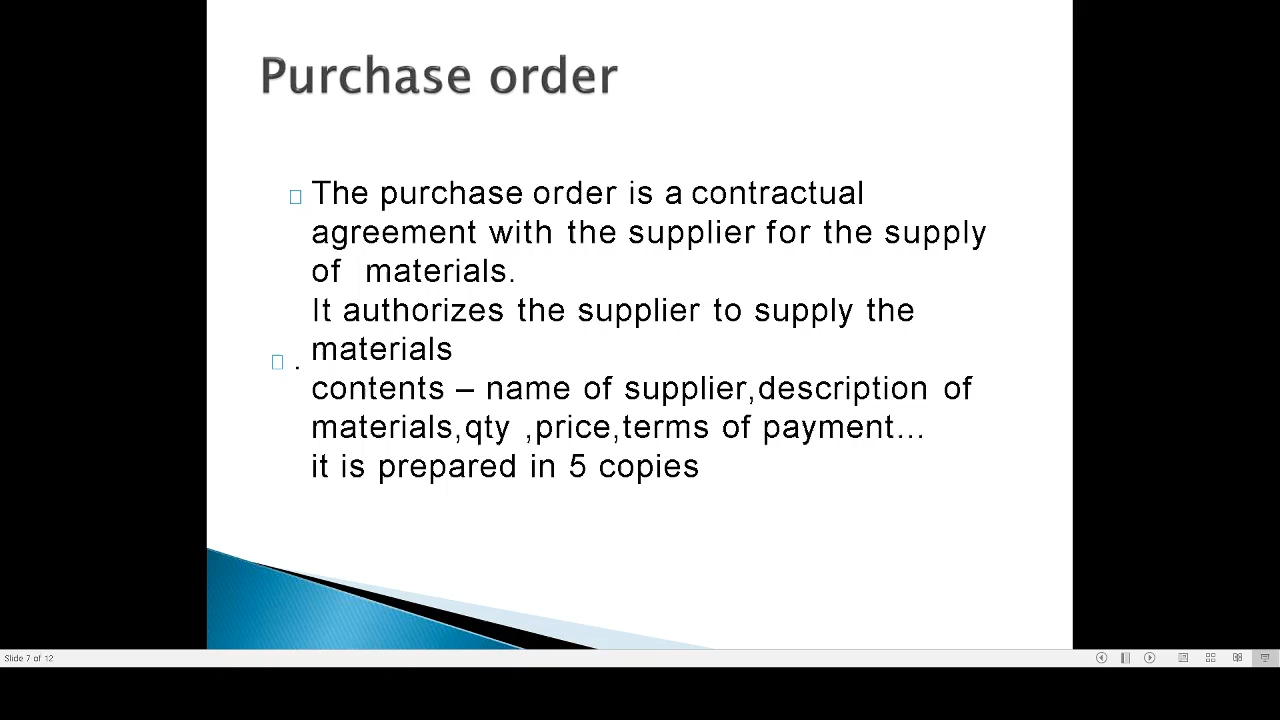 Purchase order
The purchase order is a contractual
agreement with the supplier for the supply
of materials.
It authorizes the supplier to supply the
materials
.
contents – name of supplier,description of
materials,qty ,price,terms of payment...
it is prepared in 5 copies
Slide 7 of 12